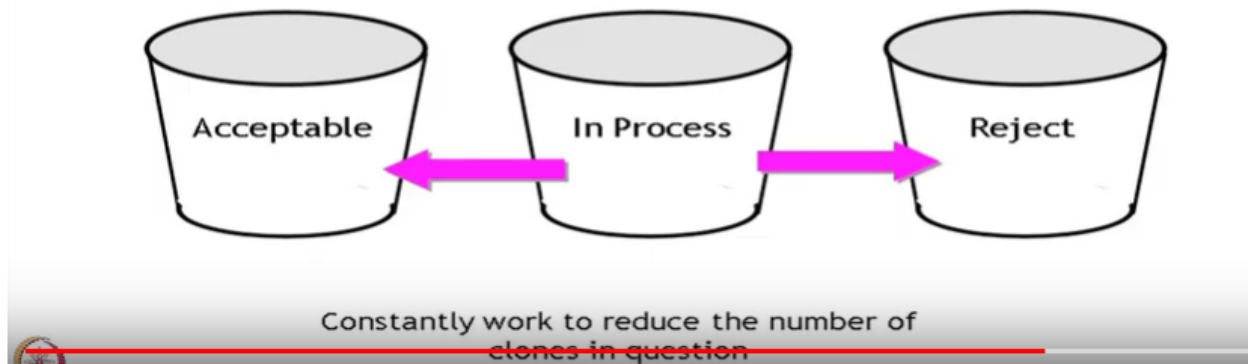 Acceptable In Process Reject
Constantly work to reduce the number of
clones in question